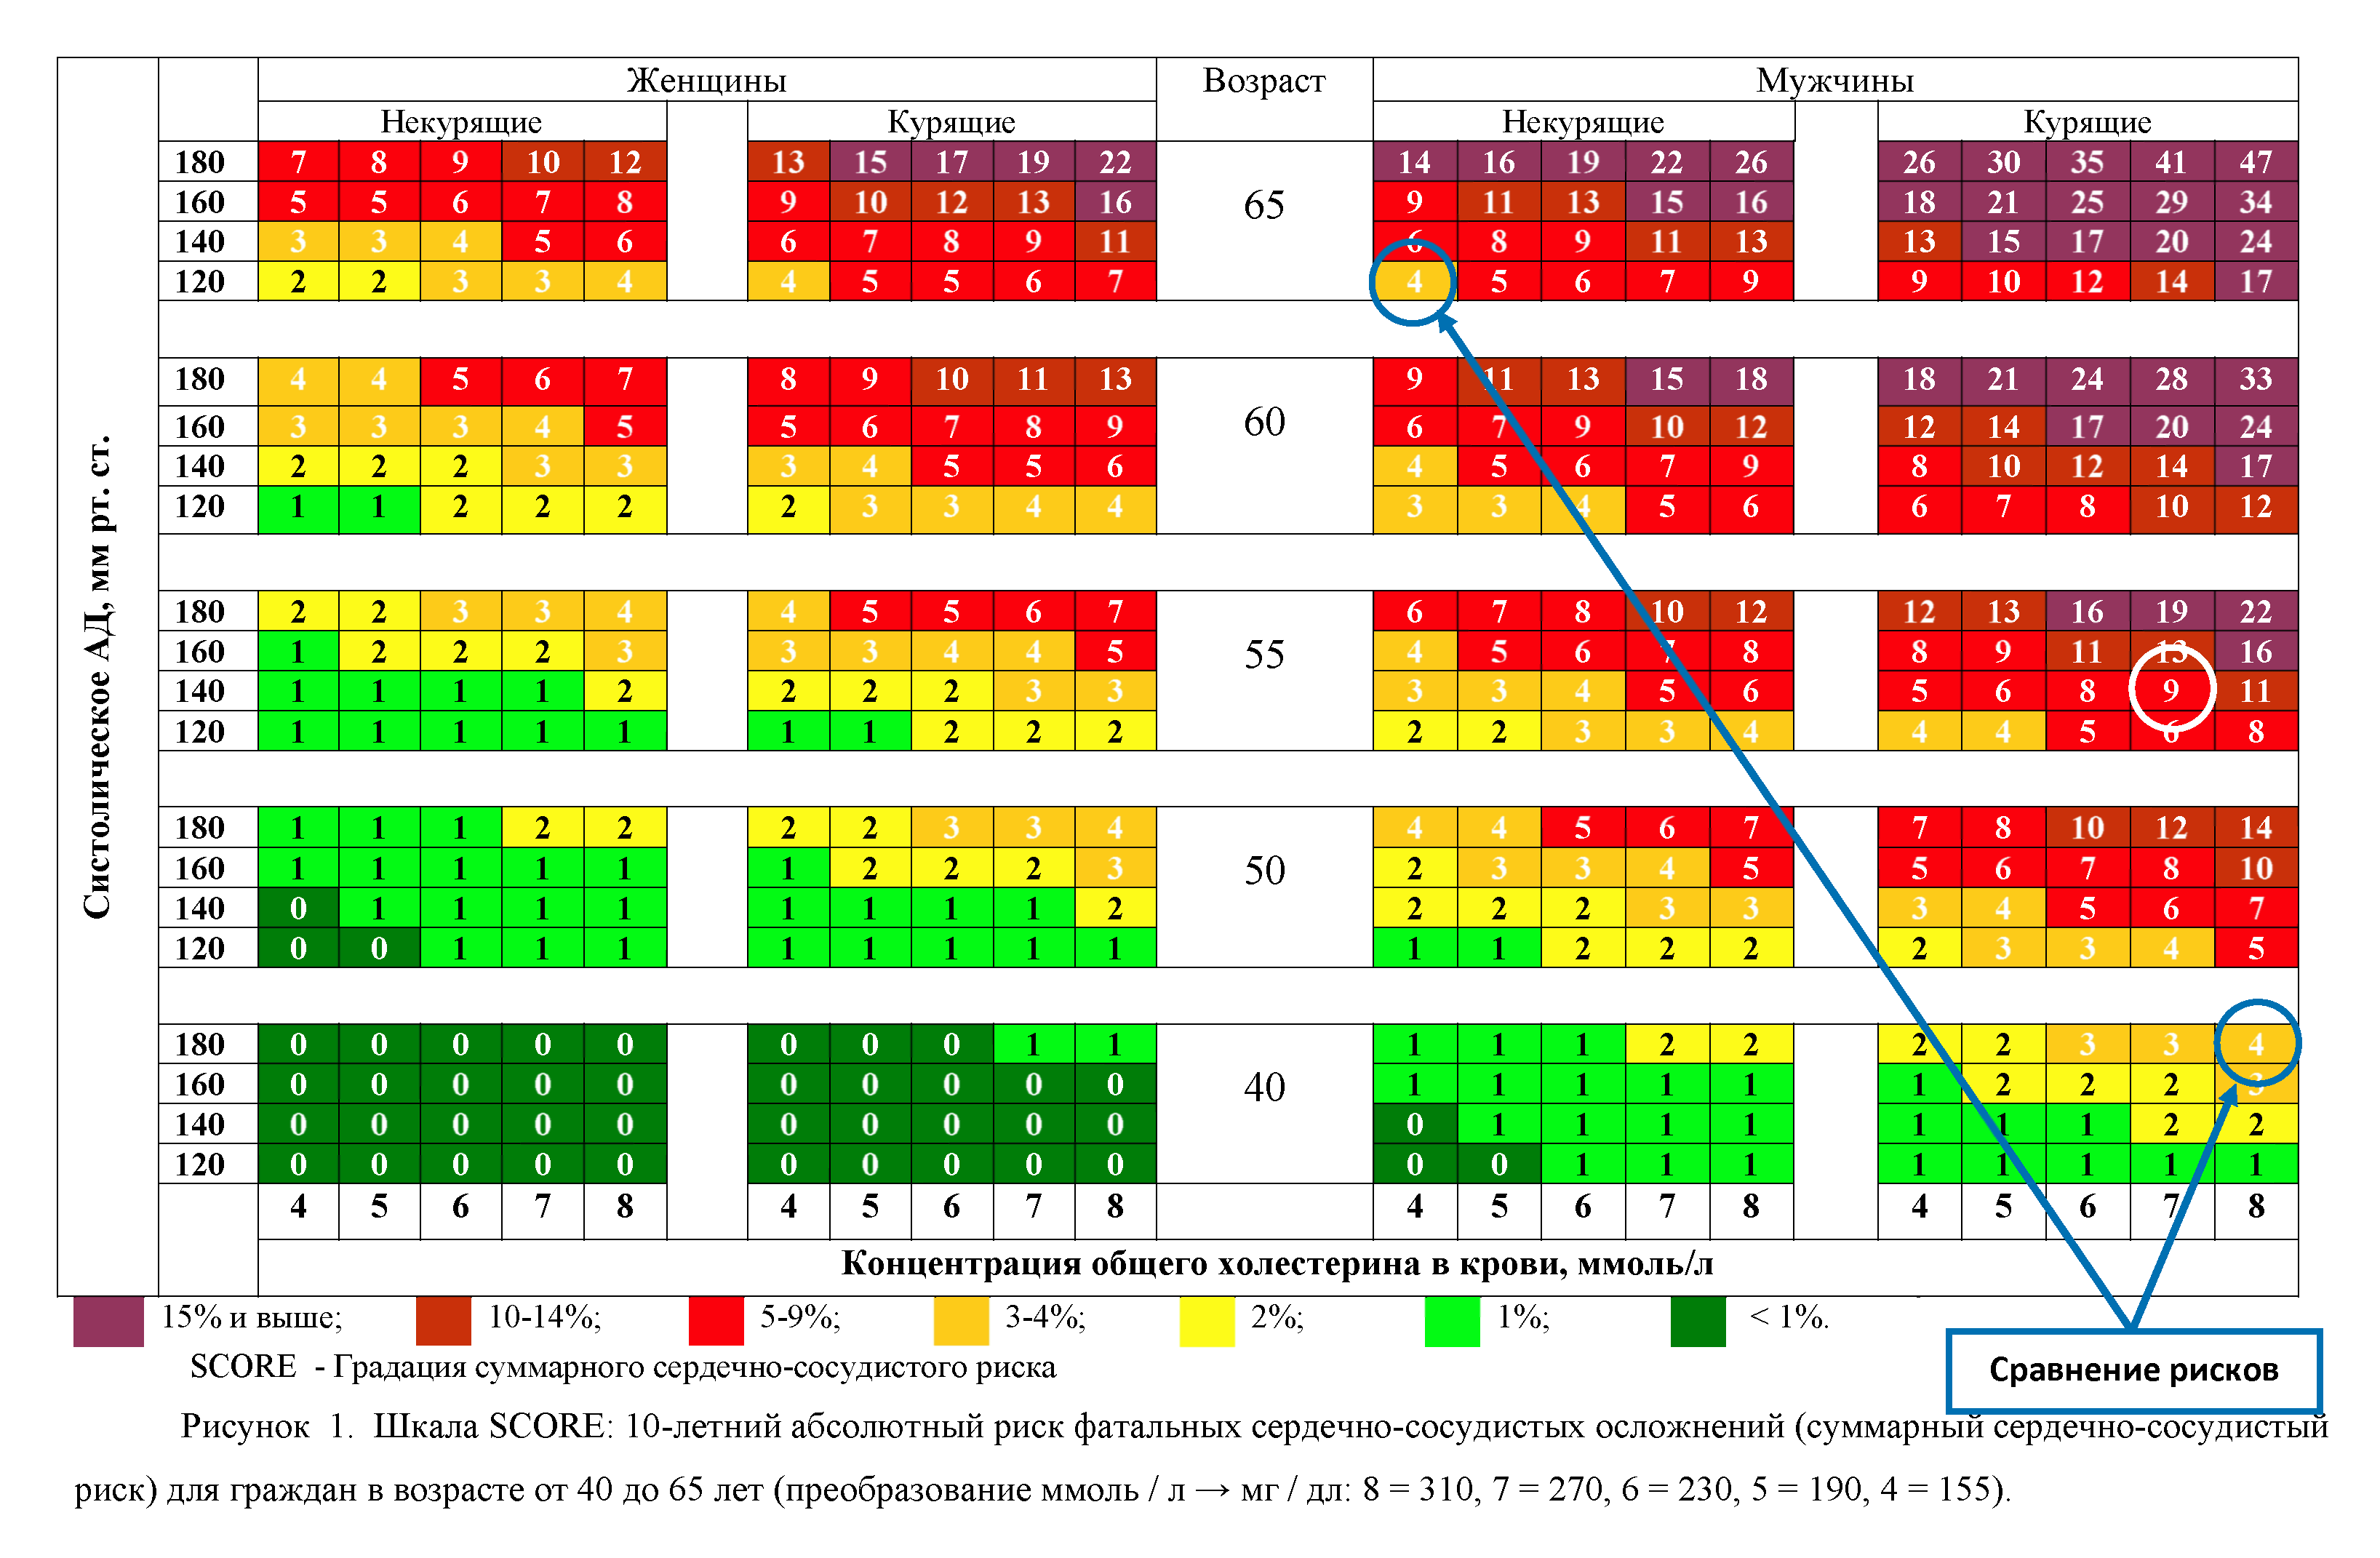 Женщины Возраст Мужчины
Некурящие Курящие Некурящие Курящие
Систолическое АД, мм рт. ст.
180 7 8 9 10 12 13 15 17 19 22 14 16 19 22 26 26 30 35 41 47
160 5 5 6 7 8 9 10 12 13 16 65 9 11 13 15 16 18 21 25 29 34
140 3 3 4 5 6 6 7 8 9 11 6 8 9 11 13 13 15 17 20 24
120 2 2 3 3 4 4 5 5 6 7 4 5 6 7 9 9 10 12 14 17
180 4 4 5 6 7 8 9 10 11 13 9 11 13 15 18 18 21 24 28 33
160 3 3 3 4 5 5 6 7 8 9 60 6 7 9 10 12 12 14 17 20 24
140 2 2 2 3 3 3 4 5 5 6 4 5 6 7 9 8 10 12 14 17
120 1 1 2 2 2 2 3 3 4 4 3 3 4 5 6 6 7 8 10 12
180 2 2 3 3 4 4 5 5 6 7 6 7 8 10 12 12 13 16 19 22
160 1 2 2 2 3 3 3 4 4 5 55 4 5 6 7 8 8 9 11 13 16
140 1 1 1 1 2 2 2 2 3 3 3 3 4 5 6 5 6 8 9 11
120 1 1 1 1 1 1 1 2 2 2 2 2 3 3 4 4 4 5 6 8
180 1 1 1 2 2 2 2 3 3 4 4 4 5 6 7 7 8 10 12 14
160 1 1 1 1 1 1 2 2 2 3 50 2 3 3 4 5 5 6 7 8 10
140 0 1 1 1 1 1 1 1 1 2 2 2 2 3 3 3 4 5 6 7
120 0 0 1 1 1 1 1 1 1 1 1 1 2 2 2 2 3 3 4 5
180 0 0 0 0 0 0 0 0 1 1 1 1 1 2 2 2 2 3 3 4
160 0 0 0 0 0 0 0 0 0 0 40 1 1 1 1 1 1 2 2 2 3
140 0 0 0 0 0 0 0 0 0 0 0 1 1 1 1 1 1 1 2 2
120 0 0 0 0 0 0 0 0 0 0 0 0 1 1 1 1 1 1 1 1
4 5 6 7 8 4 5 6 7 8 4 5 6 7 8 4 5 6 7 8
Концентрация общего холестерина в крови, ммоль/л
15% и выше; 10-14%; 5-9%; 3-4%; 2%; 1%; < 1%.
SCORE - Градация суммарного сердечно-сосудистого риска
Сравнение рисков
Рисунок 1. Шкала SCORE: 10-летний абсолютный риск фатальных сердечно-сосудистых осложнений (суммарный сердечно-сосудистый
риск) для граждан в возрасте от 40 до 65 лет (преобразование ммоль / л → мг / дл: 8 = 310, 7 = 270, 6 = 230, 5 = 190, 4 = 155).